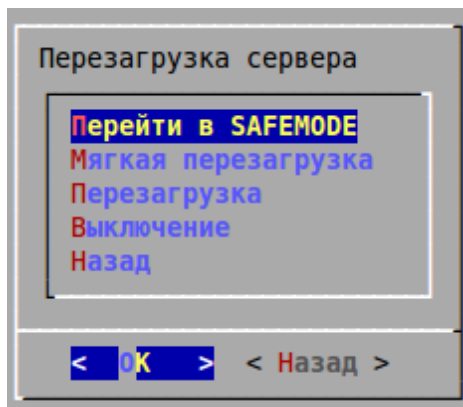 Перезагрузка сервера
Перейти в SAFEMODE
Мягкая перезагрузка
Перезагрузка
Выключение
Назад
< OK > < Назад >